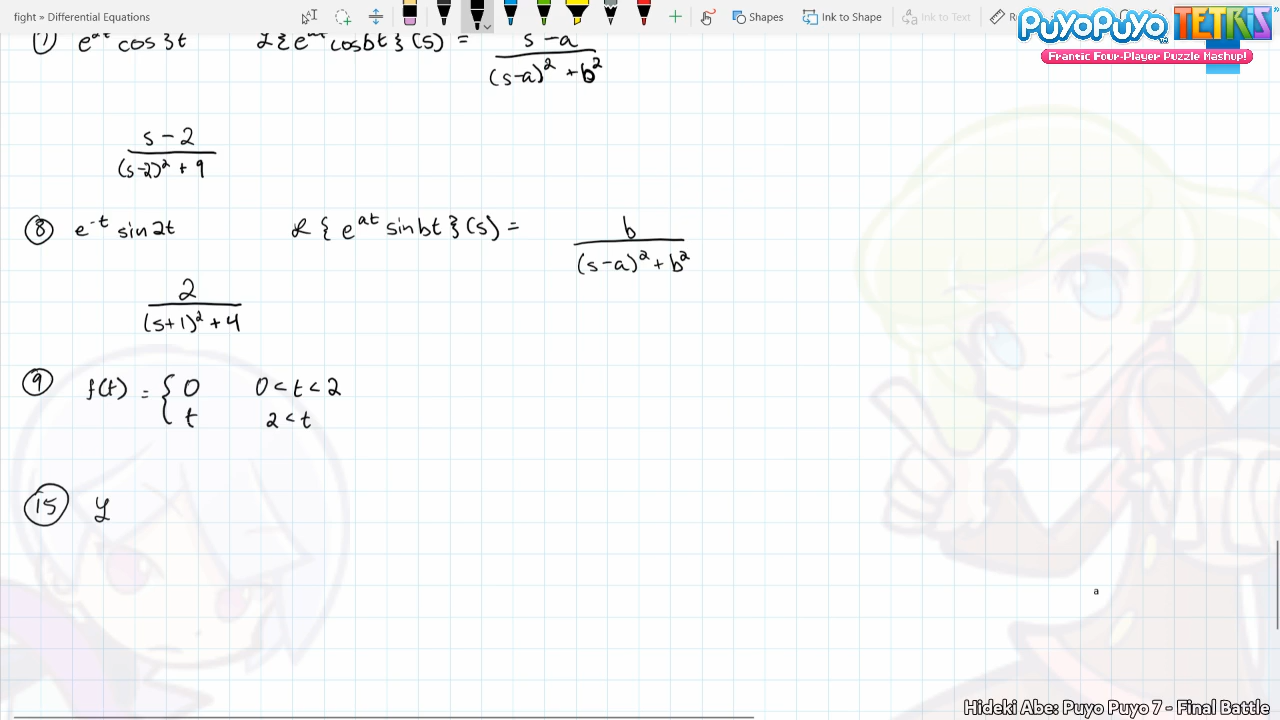 fight » Differential Equations
Shapes
Ink to Shape
Ink to Text
PUYOPUYO TETRIS
Frantic Four-Player Puzzle Mashup!
⑦ e^{at} cos 3t ℒ{e^{at} cos bt}(s) = (s-a)/((s-a)² + b²)
(s-2)/((s-2)² + 9)
⑧ e^{-t} sin 2t ℒ{e^{at} sin bt}(s) = b/((s-a)² + b²)
2/((s+1)² + 4)
⑨ f(t) = { 0 0 < t < 2
t 2 < t
⑮ y
a
Hideki Abe: Puyo Puyo 7 - Final Battle